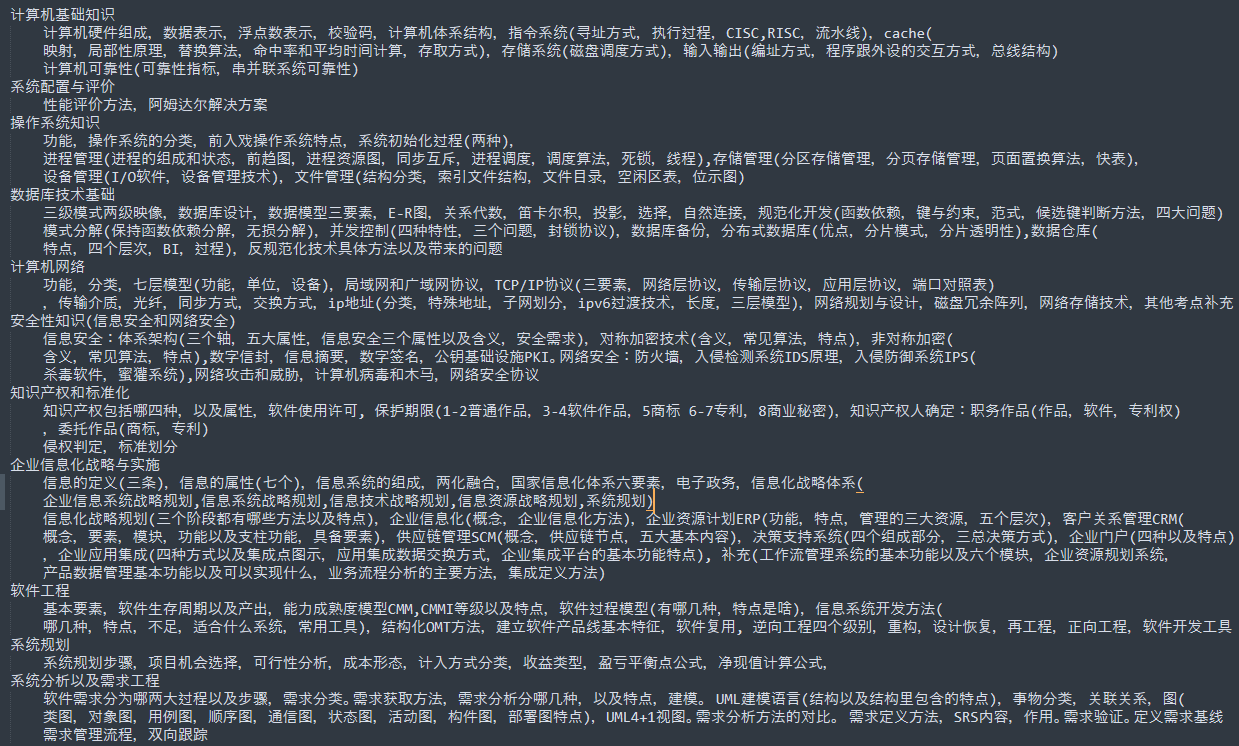 计算机基础知识
计算机硬件组成, 数据表示, 浮点数表示, 校验码, 计算机体系结构, 指令系统(寻址方式, 执行过程, CISC,RISC, 流水线), cache(
映射, 局部性原理, 替换算法, 命中率和平均时间计算, 存取方式), 存储系统(磁盘调度方式), 输入输出(编址方式, 程序跟外设的交互方式, 总线结构)
计算机可靠性(可靠性指标, 串并联系统可靠性)
系统配置与评价
性能评价方法, 阿姆达尔解决方案
操作系统知识
功能, 操作系统的分类, 前入戏操作系统特点, 系统初始化过程(两种),
进程管理(进程的组成和状态, 前趋图, 进程资源图, 同步互斥, 进程调度, 调度算法, 死锁, 线程),存储管理(分区存储管理, 分页存储管理, 页面置换算法, 快表),
设备管理(I/O软件, 设备管理技术), 文件管理(结构分类, 索引文件结构, 文件目录, 空闲区表, 位示图)
数据库技术基础
三级模式两级映像, 数据库设计, 数据模型三要素, E-R图, 关系代数, 笛卡尔积, 投影, 选择, 自然连接, 规范化开发(函数依赖, 键与约束, 范式, 候选键判断方法, 四大问题)
模式分解(保持函数依赖分解, 无损分解), 并发控制(四种特性, 三个问题, 封锁协议), 数据库备份, 分布式数据库(优点, 分片模式, 分片透明性),数据仓库(
特点, 四个层次, BI, 过程), 反规范化技术具体方法以及带来的问题
计算机网络
功能, 分类, 七层模型(功能, 单位, 设备), 局域网和广域网协议, TCP/IP协议(三要素, 网络层协议, 传输层协议, 应用层协议, 端口对照表)
, 传输介质, 光纤, 同步方式, 交换方式, ip地址(分类, 特殊地址, 子网划分, ipv6过渡技术, 长度, 三层模型), 网络规划与设计, 磁盘冗余阵列, 网络存储技术, 其他考点补充
安全性知识(信息安全和网络安全)
信息安全：体系架构(三个轴, 五大属性, 信息安全三个属性以及含义, 安全需求), 对称加密技术(含义, 常见算法, 特点), 非对称加密(
含义, 常见算法, 特点),数字信封, 信息摘要, 数字签名, 公钥基础设施PKI。网络安全：防火墙, 入侵检测系统IDS原理, 入侵防御系统IPS(
杀毒软件, 蜜獾系统),网络攻击和威胁, 计算机病毒和木马, 网络安全协议
知识产权和标准化
知识产权包括哪四种, 以及属性, 软件使用许可, 保护期限(1-2普通作品, 3-4软件作品, 5商标 6-7专利, 8商业秘密), 知识产权人确定：职务作品(作品, 软件, 专利权)
, 委托作品(商标, 专利)
侵权判定, 标准划分
企业信息化战略与实施
信息的定义(三条), 信息的属性(七个), 信息系统的组成, 两化融合, 国家信息化体系六要素, 电子政务, 信息化战略体系(
企业信息系统战略规划,信息系统战略规划,信息技术战略规划,信息资源战略规划,系统规划)
信息化战略规划(三个阶段都有哪些方法以及特点), 企业信息化(概念, 企业信息化方法), 企业资源计划ERP(功能, 特点, 管理的三大资源, 五个层次), 客户关系管理CRM(
概念, 要素, 模块, 功能以及支柱功能, 具备要素), 供应链管理SCM(概念, 供应链节点, 五大基本内容), 决策支持系统(四个组成部分, 三总决策方式), 企业门户(四种以及特点)
, 企业应用集成(四种方式以及集成点图示, 应用集成数据交换方式, 企业集成平台的基本功能特点), 补充(工作流管理系统的基本功能以及六个模块, 企业资源规划系统,
产品数据管理基本功能以及可以实现什么, 业务流程分析的主要方法, 集成定义方法)
软件工程
基本要素, 软件生存周期以及产出, 能力成熟度模型CMM,CMMI等级以及特点, 软件过程模型(有哪几种, 特点是啥), 信息系统开发方法(
哪几种, 特点, 不足, 适合什么系统, 常用工具), 结构化OMT方法, 建立软件产品线基本特征, 软件复用, 逆向工程四个级别, 重构, 设计恢复, 再工程, 正向工程, 软件开发工具
系统规划
系统规划步骤, 项目机会选择, 可行性分析, 成本形态, 计入方式分类, 收益类型, 盈亏平衡点公式, 净现值计算公式,
系统分析以及需求工程
软件需求分为哪两大过程以及步骤, 需求分类。需求获取方法, 需求分析分哪几种, 以及特点, 建模。 UML建模语言(结构以及结构里包含的特点), 事物分类, 关联关系, 图(
类图, 对象图, 用例图, 顺序图, 通信图, 状态图, 活动图, 构件图, 部署图特点), UML4+1视图。需求分析方法的对比。 需求定义方法, SRS内容, 作用。需求验证。定义需求基线
需求管理流程, 双向跟踪